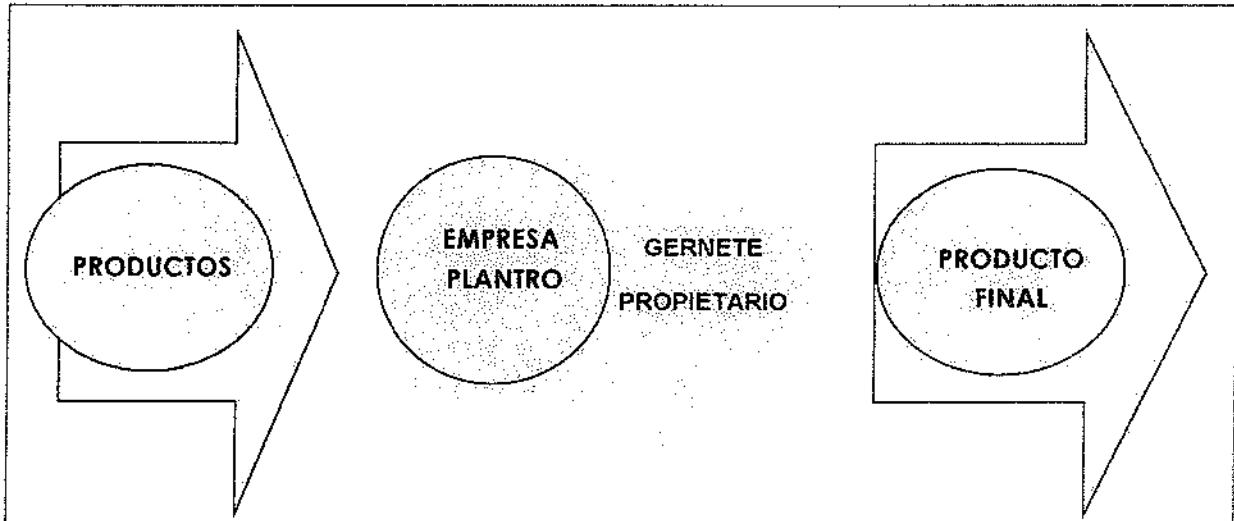 PRODUCTOS
EMPRESA
PLANTRO
GERNETE
PROPIETARIO
PRODUCTO
FINAL